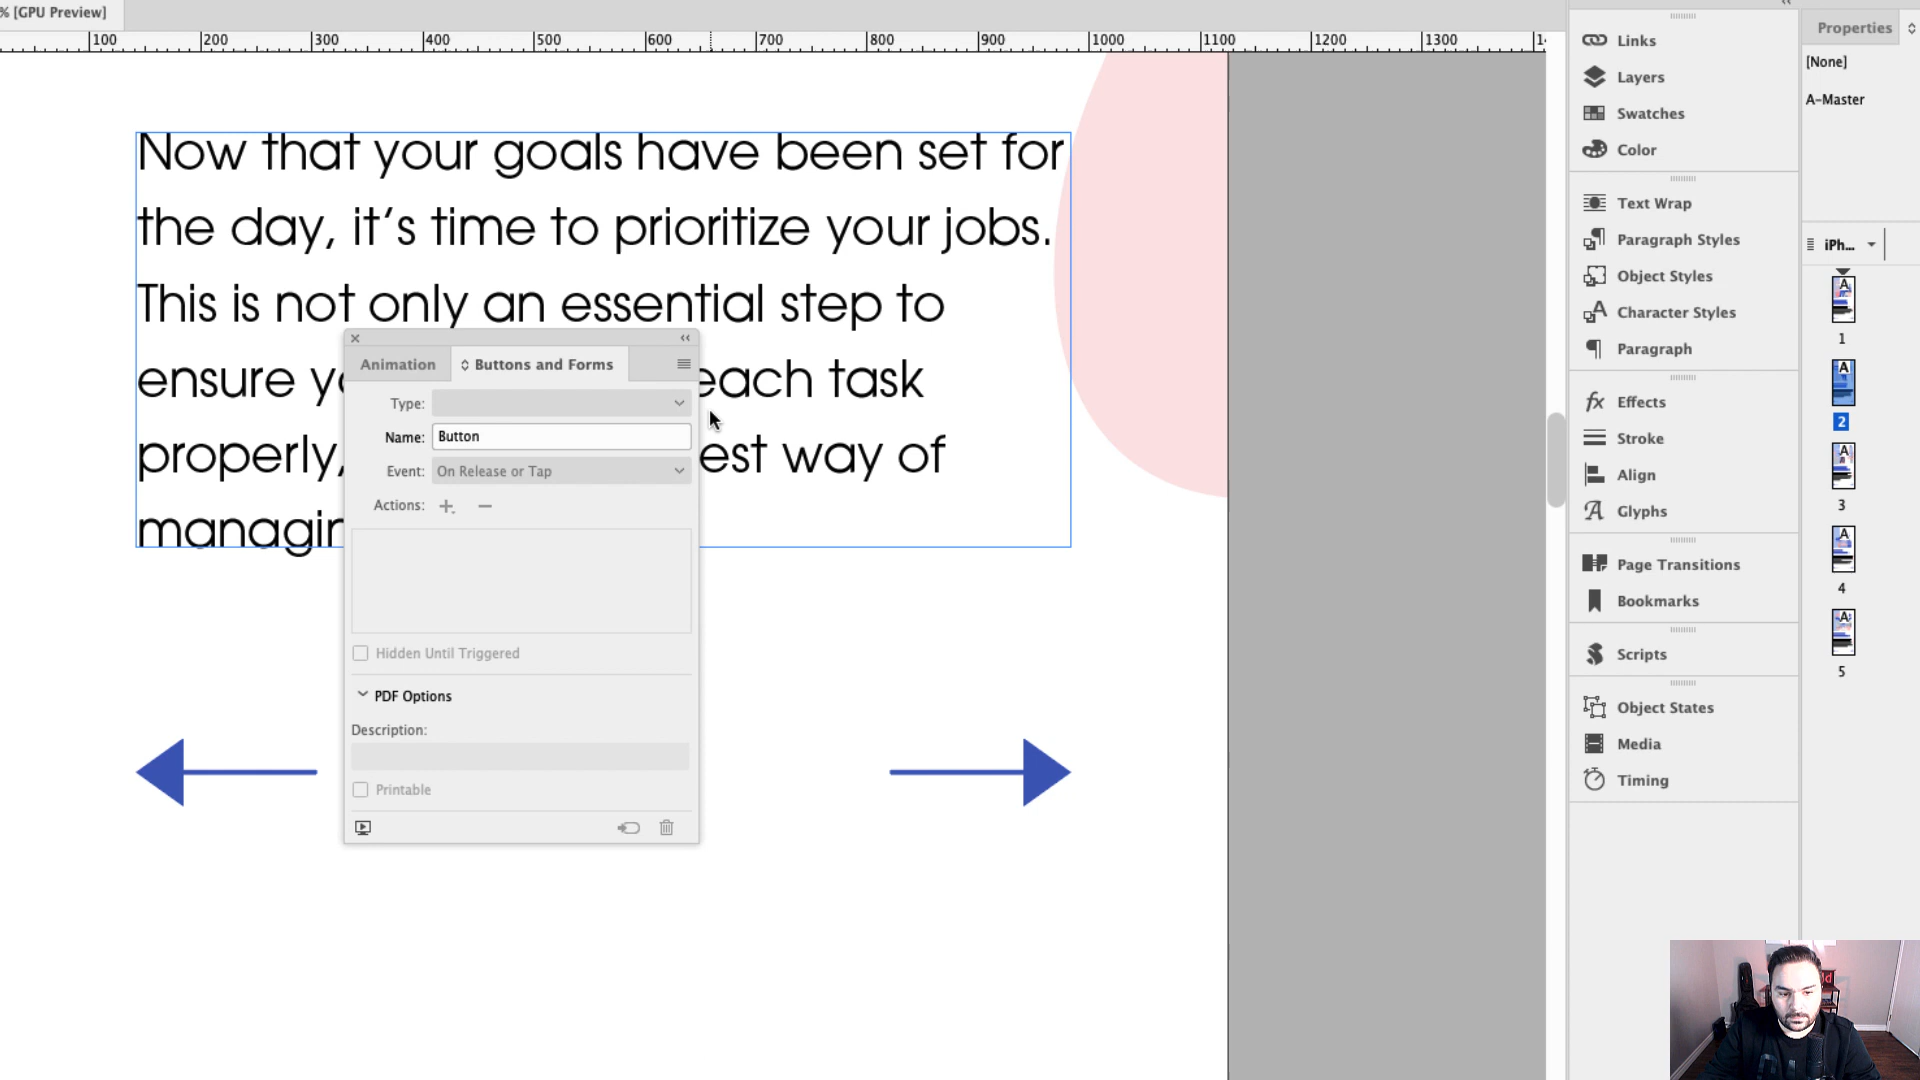 % [GPU Preview]
100 200 300 400 500 600 700 800 900 1000 1100 1200 1300
Now that your goals have been set for
the day, it's time to prioritize your jobs.
This is not only an essential step to
ensure each task
properly, way of
Animation
Buttons and Forms
Type:
Name: Button
Event: On Release or Tap
Actions:
Hidden Until Triggered
PDF Options
Description:
Printable
Links
Layers
Swatches
Color
Text Wrap
Paragraph Styles
Object Styles
Character Styles
Paragraph
Effects
Stroke
Align
Glyphs
Page Transitions
Bookmarks
Scripts
Object States
Media
Timing
Properties
[None]
A-Master
iPh...
A
1
A
2
A
3
A
4
A
5